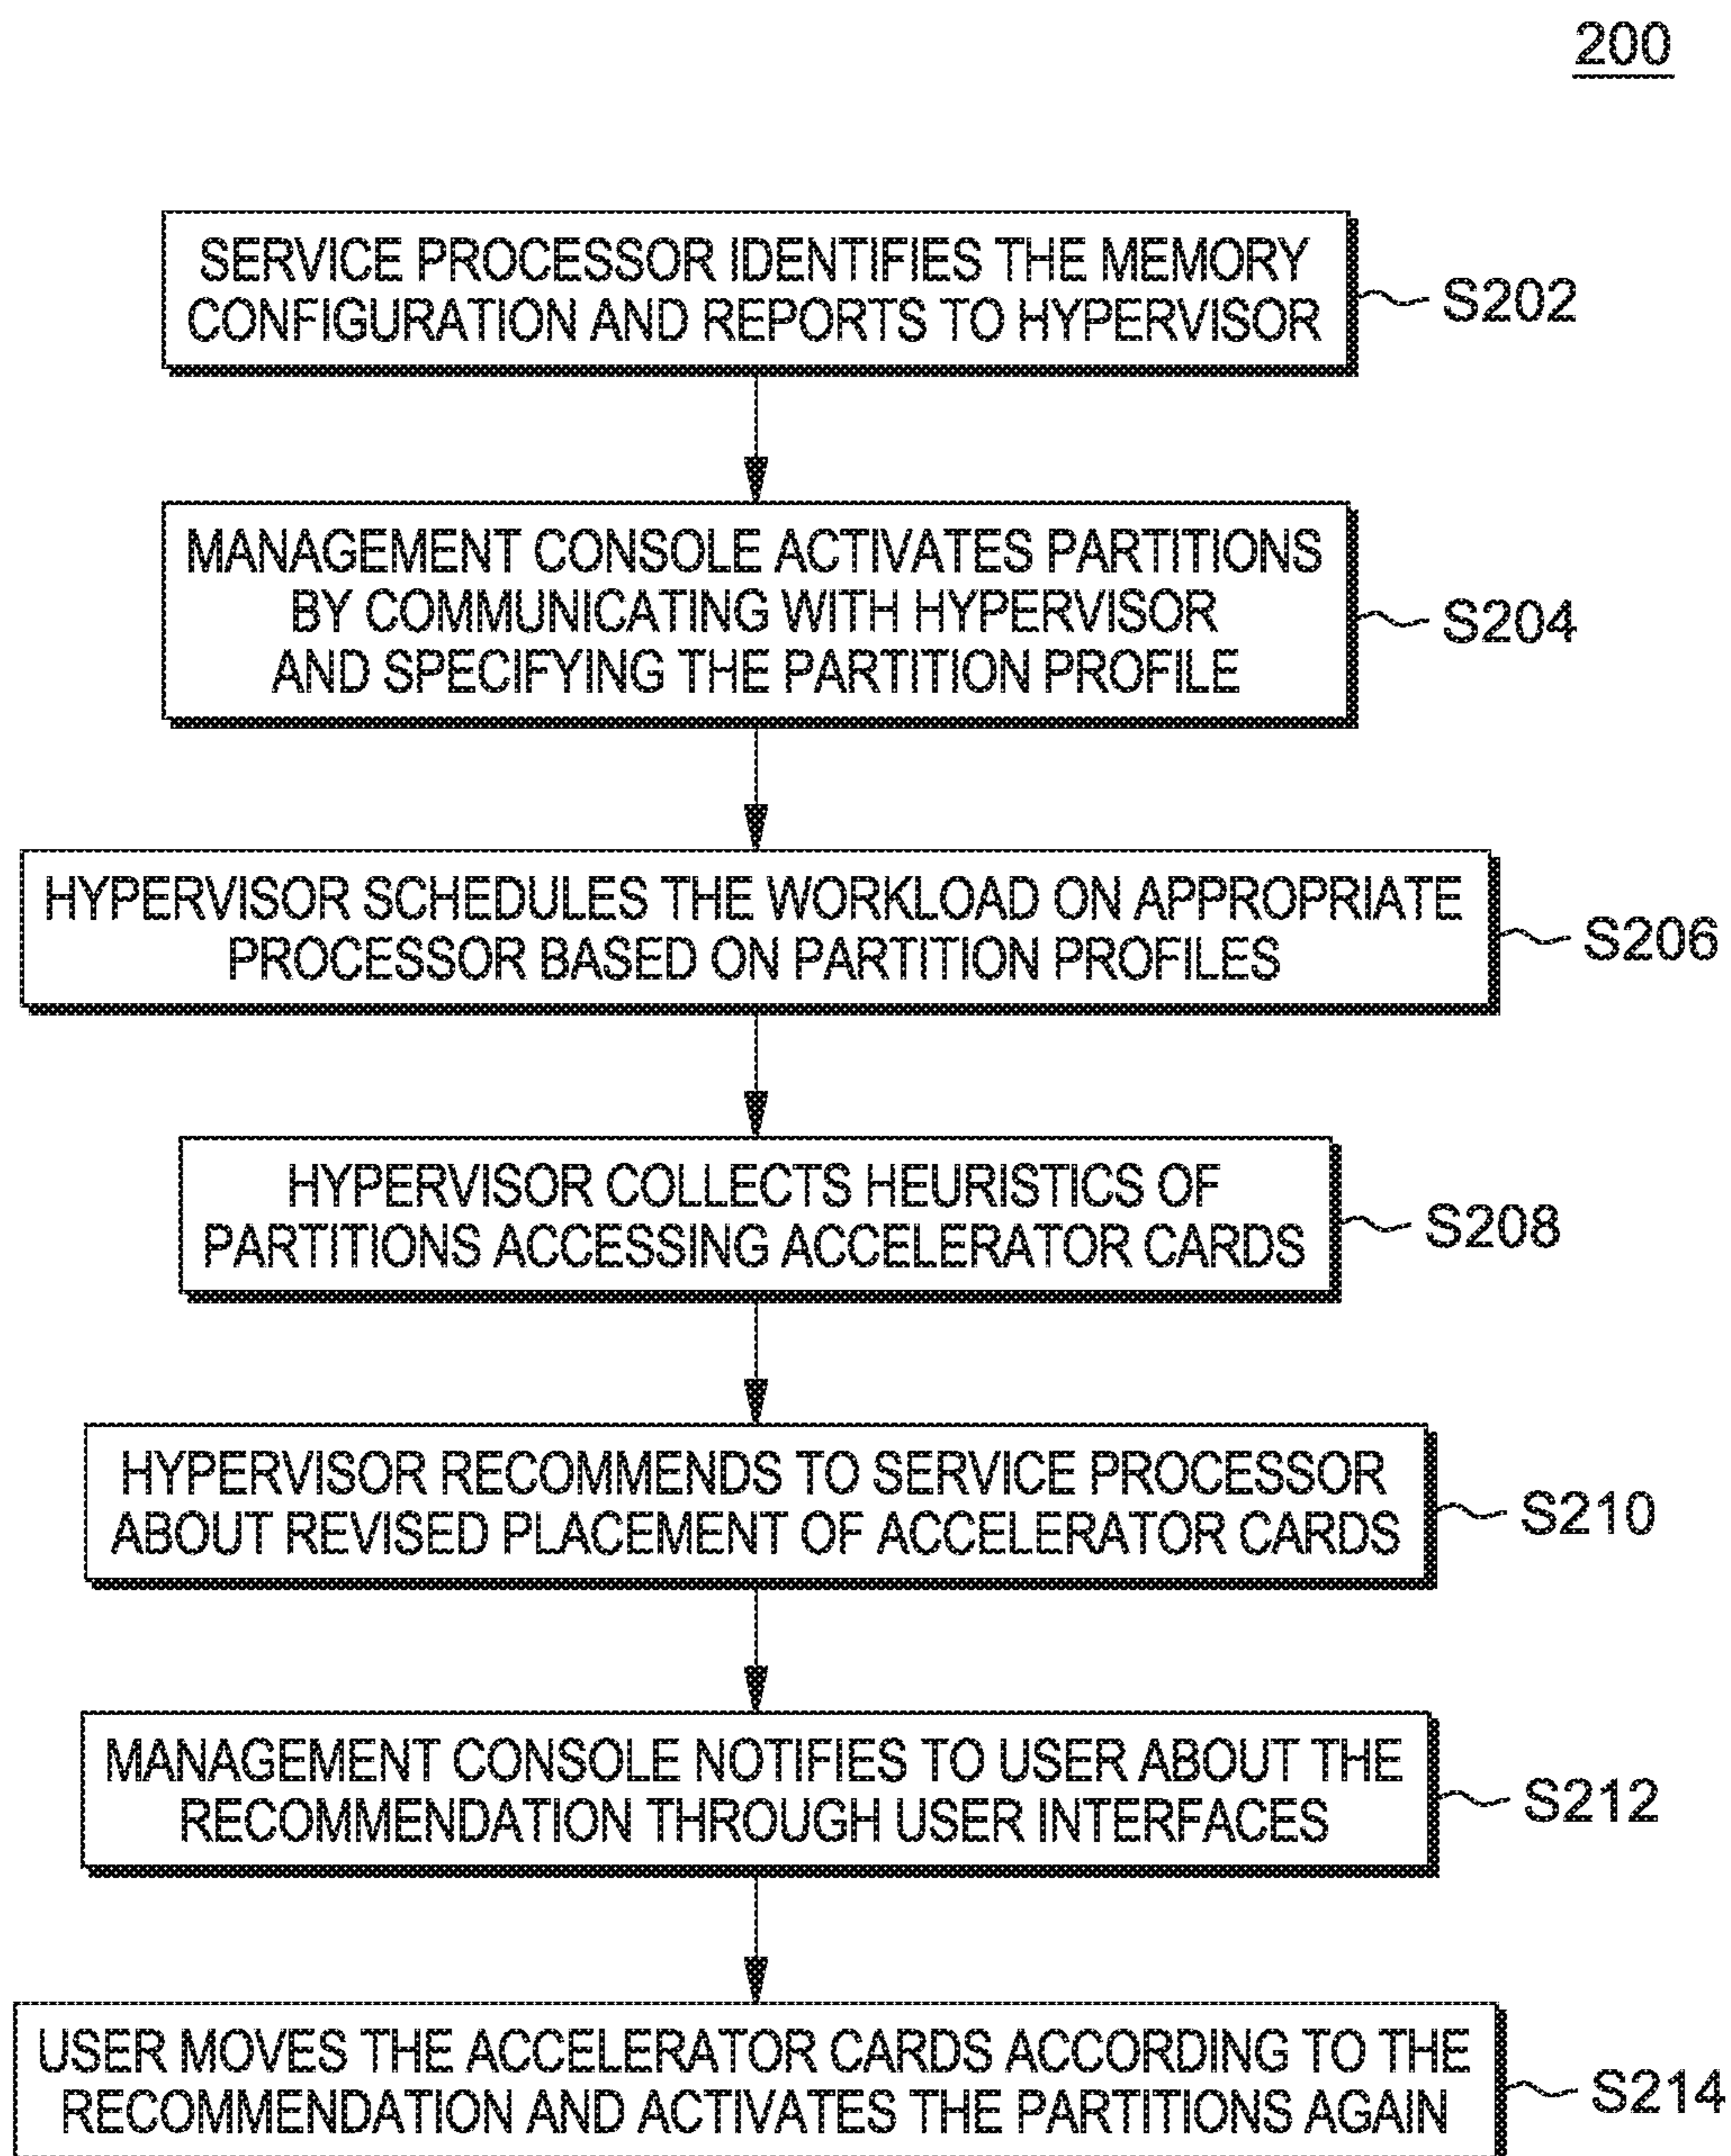 200
SERVICE PROCESSOR IDENTIFIES THE MEMORY
CONFIGURATION AND REPORTS TO HYPERVISOR
S202
MANAGEMENT CONSOLE ACTIVATES PARTITIONS
BY COMMUNICATING WITH HYPERVISOR
AND SPECIFYING THE PARTITION PROFILE
S204
HYPERVISOR SCHEDULES THE WORKLOAD ON APPROPRIATE
PROCESSOR BASED ON PARTITION PROFILES
S206
HYPERVISOR COLLECTS HEURISTICS OF
PARTITIONS ACCESSING ACCELERATOR CARDS
S208
HYPERVISOR RECOMMENDS TO SERVICE PROCESSOR
ABOUT REVISED PLACEMENT OF ACCELERATOR CARDS
S210
MANAGEMENT CONSOLE NOTIFIES TO USER ABOUT THE
RECOMMENDATION THROUGH USER INTERFACES
S212
USER MOVES THE ACCELERATOR CARDS ACCORDING TO THE
RECOMMENDATION AND ACTIVATES THE PARTITIONS AGAIN
S214